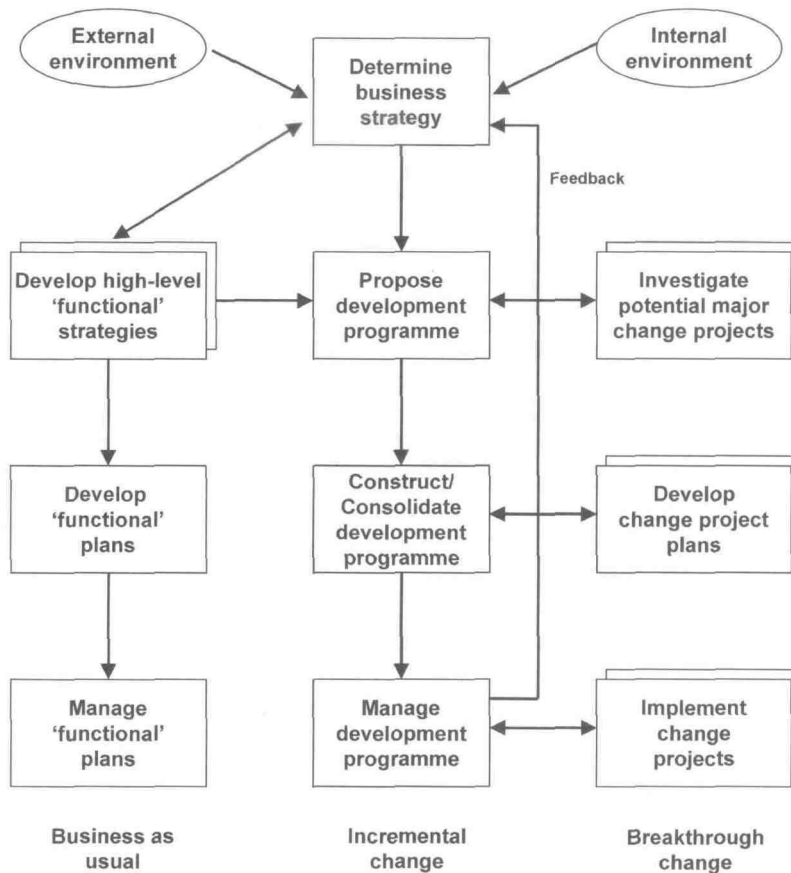 External
environment
Internal
environment
Determine
business
strategy
Feedback
Develop high-level
‘functional’
strategies
Propose
development
programme
Investigate
potential major
change projects
Develop
‘functional’
plans
Construct/
Consolidate
development
programme
Develop
change project
plans
Manage
‘functional’
plans
Manage
development
programme
Implement
change
projects
Business as
usual
Incremental
change
Breakthrough
change